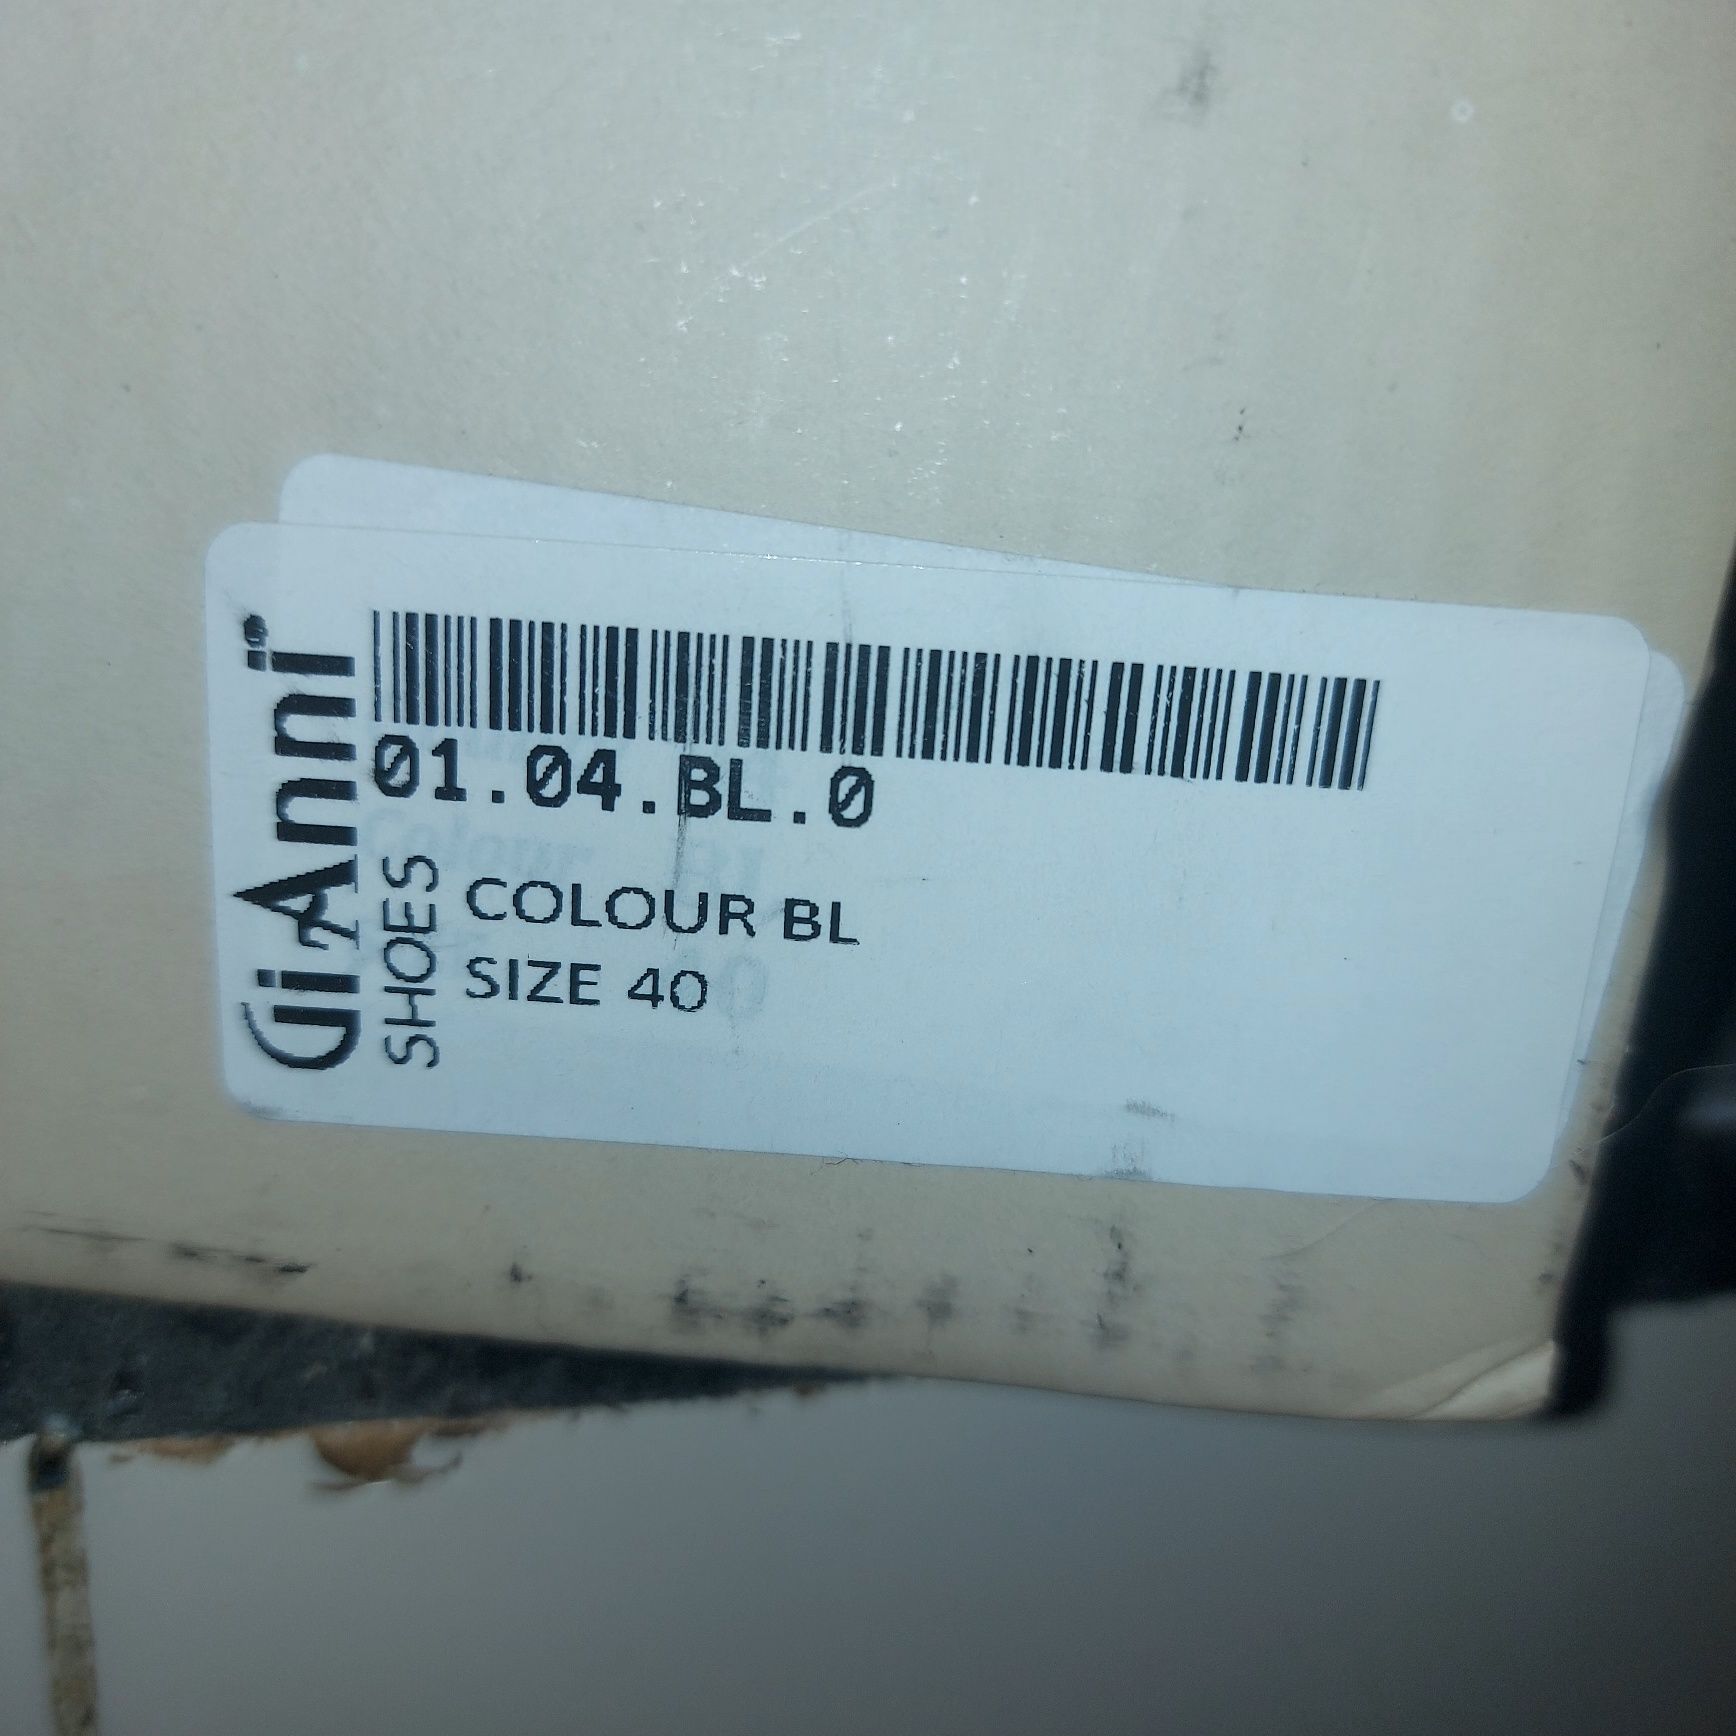 GiAnni
SHOES
01.04.BL.0
COLOUR BL
SIZE 40